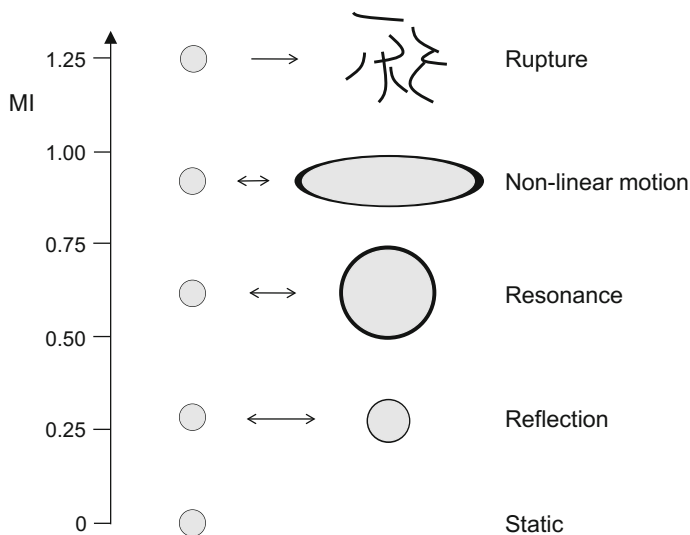 1.25
Rupture
MI
1.00
Non-linear motion
0.75
Resonance
0.50
Reflection
0.25
0
Static